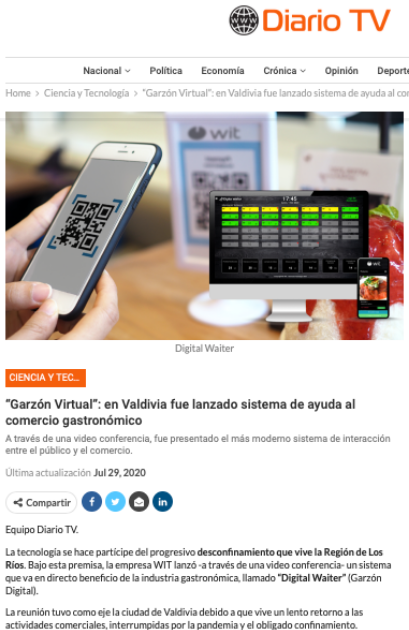 WWW Diario TV
Nacional Política Economía Crónica Opinión Deporte
Home > Ciencia y Tecnología > "Garzón Virtual": en Valdivia fue lanzado sistema de ayuda al co
wit
17:45
wit
Digital Waiter
CIENCIA Y TEC...
"Garzón Virtual": en Valdivia fue lanzado sistema de ayuda al
comercio gastronómico
A través de una video conferencia, fue presentado el más moderno sistema de interacción
entre el público y el comercio.
Última actualización Jul 29, 2020
Compartir
Equipo Diario TV.
La tecnología se hace partícipe del progresivo desconfinamiento que vive la Región de Los
Ríos. Bajo esta premisa, la empresa WIT lanzó -a través de una video conferencia- un sistema
que va en directo beneficio de la industria gastronómica, llamado "Digital Waiter" (Garzón
Digital).
La reunión tuvo como eje la ciudad de Valdivia debido a que vive un lento retorno a las
actividades comerciales, interrumpidas por la pandemia y el obligado confinamiento.